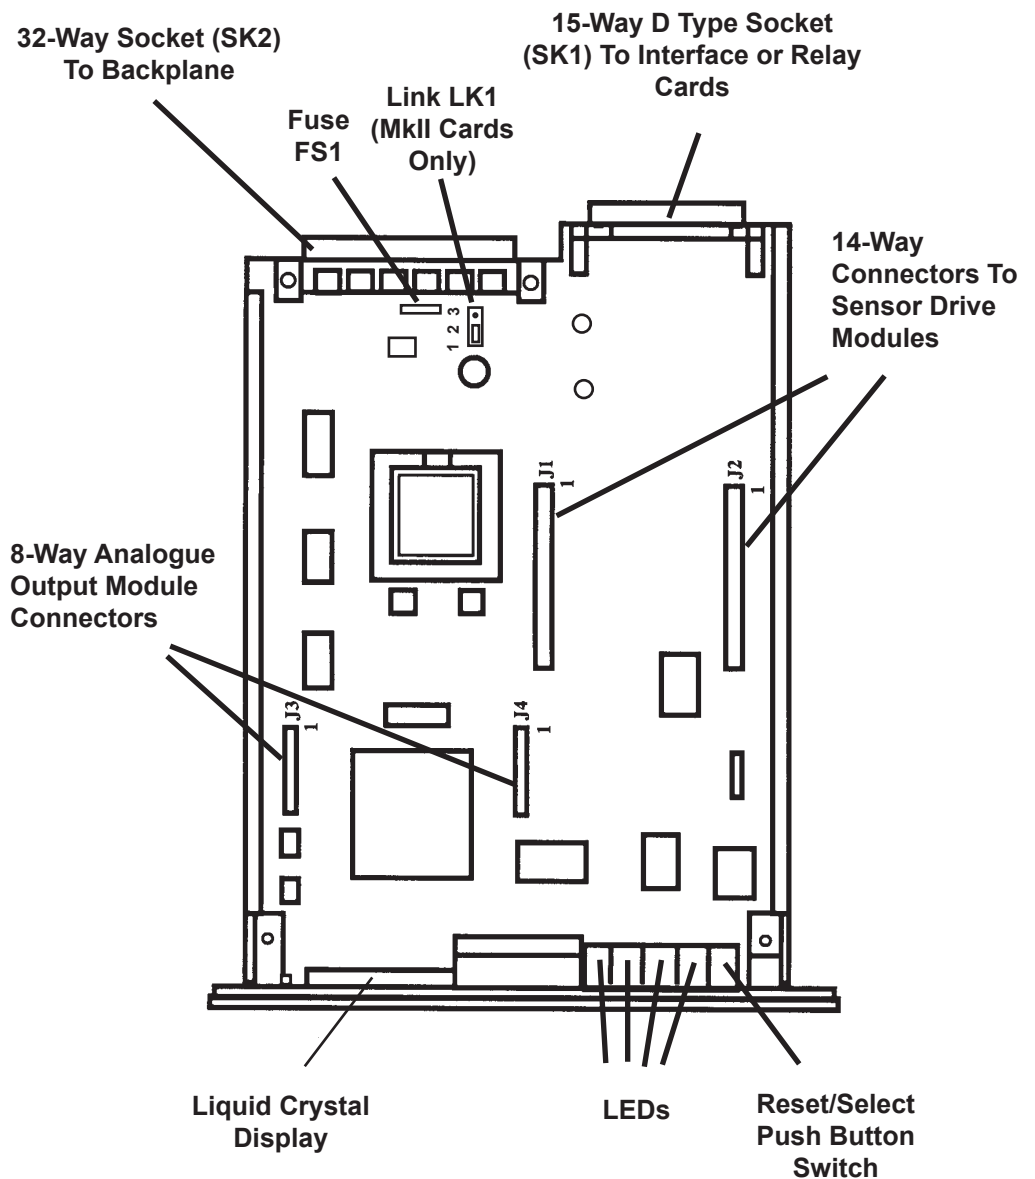 32-Way Socket (SK2)
To Backplane
Fuse
FS1
Link LK1
(MkII Cards
Only)
15-Way D Type Socket
(SK1) To Interface or Relay
Cards
14-Way
Connectors To
Sensor Drive
Modules
1 2 3
J1
1
J2
1
8-Way Analogue
Output Module
Connectors
J3
1
J4
1
Liquid Crystal
Display
LEDs
Reset/Select
Push Button
Switch